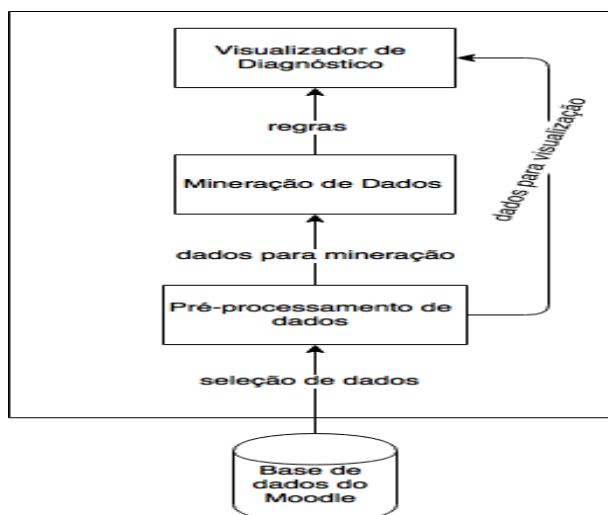 Visualizador de
Diagnóstico
regras
dados para visualização
Mineração de Dados
dados para mineração
Pré-processamento de
dados
seleção de dados
Base de
dados do
Moodle